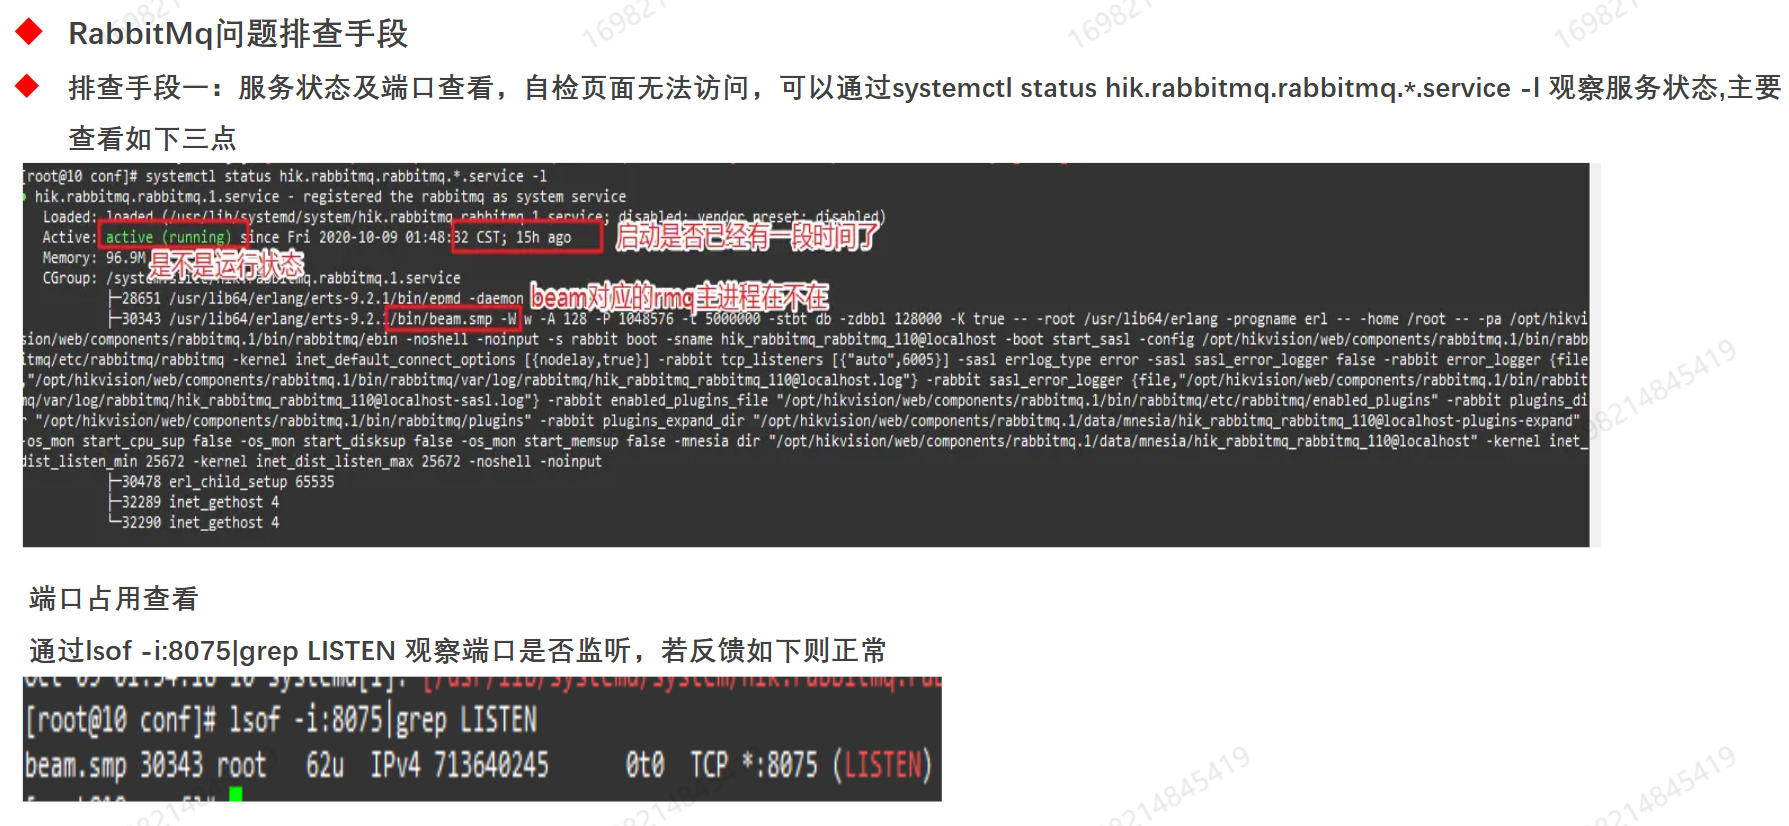 RabbitMq问题排查手段
排查手段一：服务状态及端口查看，自检页面无法访问，可以通过systemctl status hik.rabbitmq.rabbitmq.*.service -l 观察服务状态,主要
查看如下三点
[root@10 conf]# systemctl status hik.rabbitmq.rabbitmq.*.service -l
hik.rabbitmq.rabbitmq.1.service - registered the rabbitmq as system service
Loaded: loaded (/usr/lib/systemd/system/hik.rabbitmq.rabbitmq.1.service; disabled; vendor preset: disabled)
Active: active (running) since Fri 2020-10-09 01:48:32 CST; 15h ago 启动是否已经有一段时间了
Memory: 96.9M 是不是运行状态
CGroup: /system.slice/hik.rabbitmq.rabbitmq.1.service
├─28651 /usr/lib64/erlang/erts-9.2.1/bin/epmd -daemon beam对应的rmq主进程在不在
├─30343 /usr/lib64/erlang/erts-9.2.1/bin/beam.smp -W w -A 128 -P 1048576 -t 5000000 -stbt db -zdbbl 128000 -K true -- -root /usr/lib64/erlang -progname erl -- -home /root -- -pa /opt/hikvi
sion/web/components/rabbitmq.1/bin/rabbitmq/ebin -noshell -noinput -s rabbit boot -sname hik_rabbitmq_rabbitmq_110@localhost -boot start_sasl -config /opt/hikvision/web/components/rabbitmq.1/bin/rabb
itmq/etc/rabbitmq/rabbitmq -kernel inet_default_connect_options [{nodelay,true}] -rabbit tcp_listeners [{"auto",6005}] -sasl errlog_type error -sasl sasl_error_logger false -rabbit error_logger {file
,"/opt/hikvision/web/components/rabbitmq.1/bin/rabbitmq/var/log/rabbitmq/hik_rabbitmq_rabbitmq_110@localhost.log"} -rabbit sasl_error_logger {file,"/opt/hikvision/web/components/rabbitmq.1/bin/rabbit
mq/var/log/rabbitmq/hik_rabbitmq_rabbitmq_110@localhost-sasl.log"} -rabbit enabled_plugins_file "/opt/hikvision/web/components/rabbitmq.1/bin/rabbitmq/etc/rabbitmq/enabled_plugins" -rabbit plugins_di
r "/opt/hikvision/web/components/rabbitmq.1/bin/rabbitmq/plugins" -rabbit plugins_expand_dir "/opt/hikvision/web/components/rabbitmq.1/data/mnesia/hik_rabbitmq_rabbitmq_110@localhost-plugins-expand"
-os_mon start_cpu_sup false -os_mon start_disksup false -os_mon start_memsup false -mnesia dir "/opt/hikvision/web/components/rabbitmq.1/data/mnesia/hik_rabbitmq_rabbitmq_110@localhost" -kernel inet_
dist_listen_min 25672 -kernel inet_dist_listen_max 25672 -noshell -noinput
├─30478 erl_child_setup 65535
├─32289 inet_gethost 4
└─32290 inet_gethost 4
端口占用查看
通过lsof -i:8075|grep LISTEN 观察端口是否监听，若反馈如下则正常
[root@10 conf]# lsof -i:8075|grep LISTEN
beam.smp 30343 root 62u IPv4 713640245 0t0 TCP *:8075 (LISTEN)